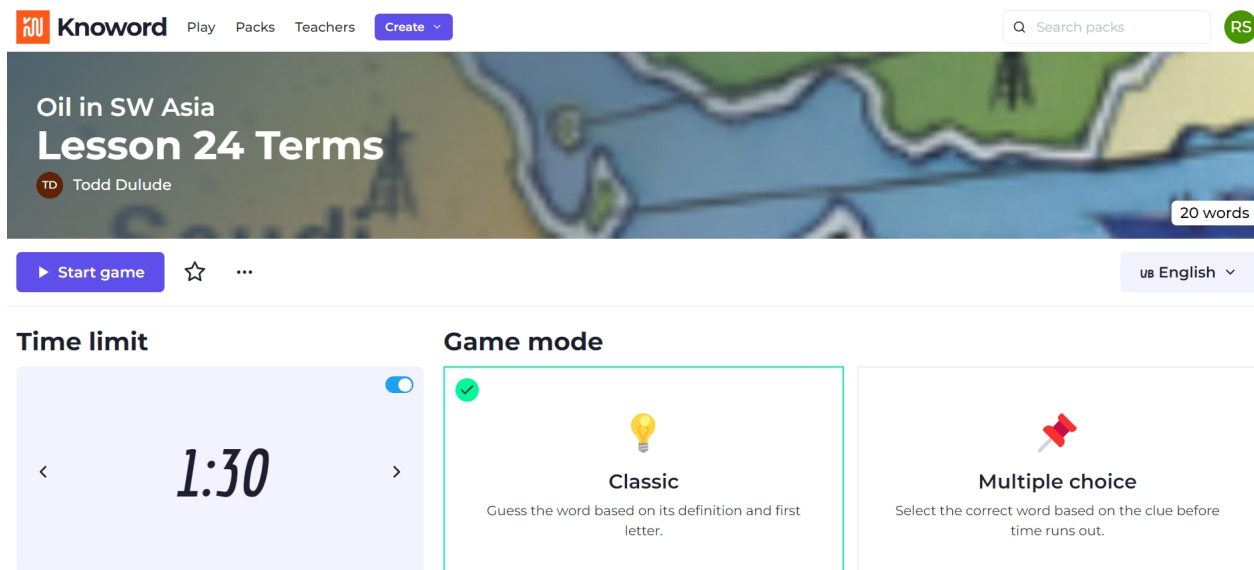 Knoword Play Packs Teachers Create Search packs RS
Oil in SW Asia
Lesson 24 Terms
TD Todd Dulude
Saudi
20 words
Start game ... UB English
Time limit Game mode
1:30
Classic Multiple choice
Guess the word based on its definition and first Select the correct word based on the clue before
letter. time runs out.